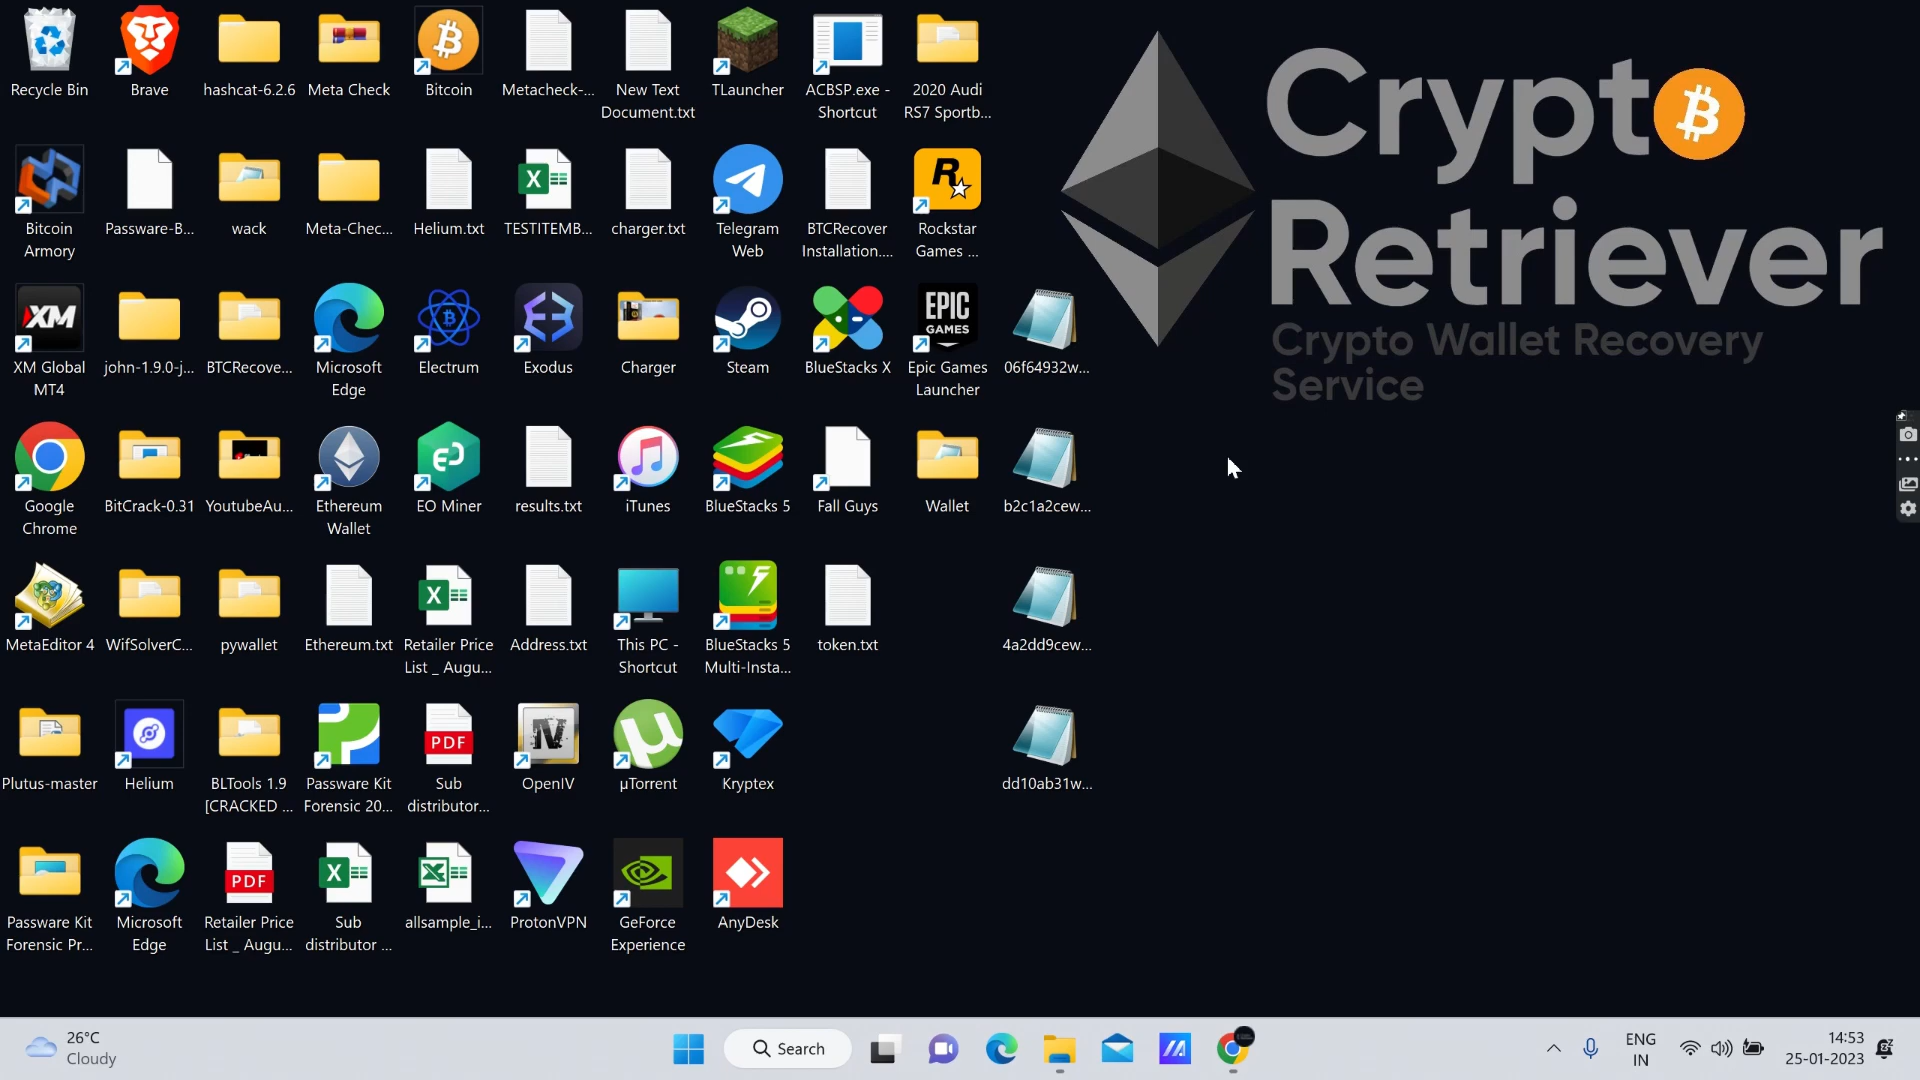 Recycle Bin
Brave
hashcat-6.2.6
Meta Check
Bitcoin
Metacheck-...
New Text
Document.txt
TLauncher
ACBSP.exe -
Shortcut
2020 Audi
RS7 Sportb...
Crypt
Retriever
Crypto Wallet Recovery
Service
Bitcoin
Armory
Passware-B...
wack
Meta-Chec...
Helium.txt
TESTITEMB...
charger.txt
Telegram
Web
BTCRecover
Installation....
R
Rockstar
Games ...
XM
XM Global
MT4
john-1.9.0-j...
BTCRecove...
Microsoft
Edge
Electrum
Exodus
Charger
Steam
BlueStacks X
EPIC
GAMES
Epic Games
Launcher
06f64932w...
Google
Chrome
BitCrack-0.31
YoutubeAu...
Ethereum
Wallet
EO Miner
results.txt
iTunes
BlueStacks 5
Fall Guys
Wallet
b2c1a2cew...
MetaEditor 4
WifSolverC...
pywallet
Ethereum.txt
Retailer Price
List _ Augu...
Address.txt
This PC -
Shortcut
BlueStacks 5
Multi-Insta...
token.txt
4a2dd9cew...
Plutus-master
Helium
BLTools 1.9
[CRACKED ...
Passware Kit
Forensic 20...
PDF
Sub
distributor...
IV
OpenIV
µ
µTorrent
Kryptex
dd10ab31w...
Passware Kit
Forensic Pr...
Microsoft
Edge
PDF
Retailer Price
List _ Augu...
Sub
distributor ...
allsample_i...
ProtonVPN
GeForce
Experience
AnyDesk
26°C
Cloudy
Search
ENG
IN
14:53
25-01-2023